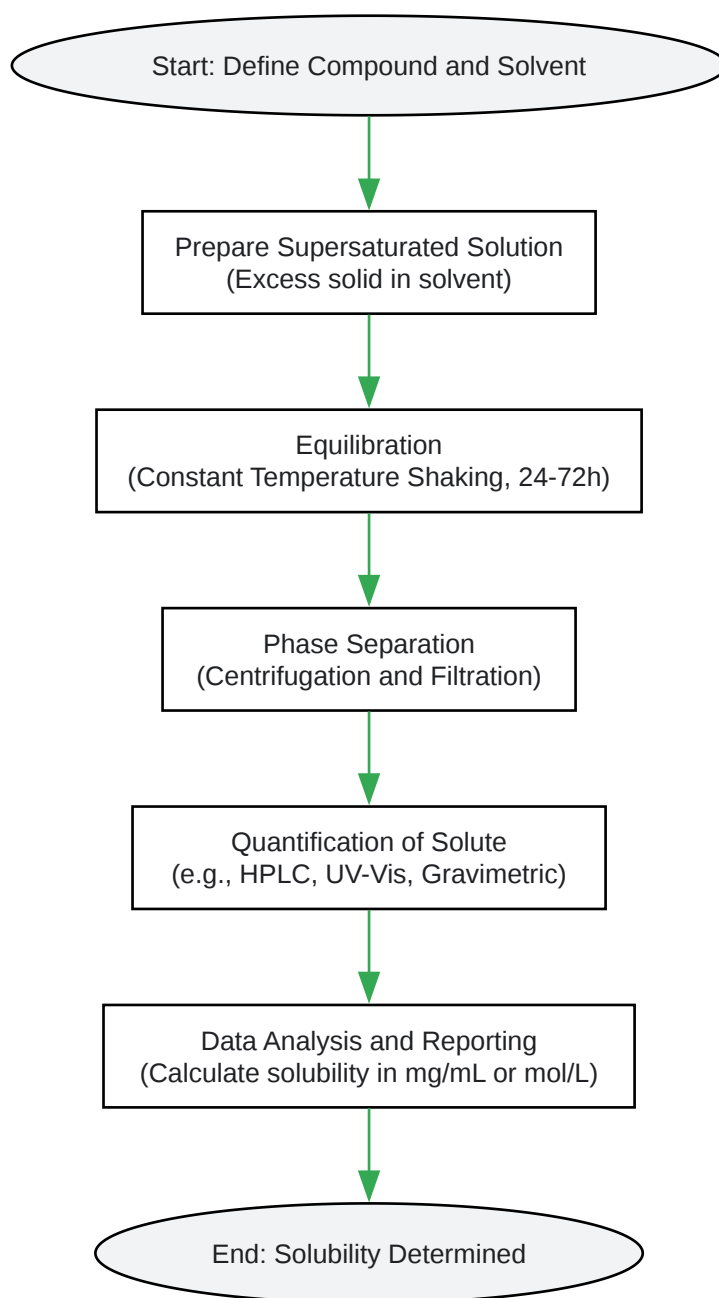 Start: Define Compound and Solvent
Prepare Supersaturated Solution
(Excess solid in solvent)
Equilibration
(Constant Temperature Shaking, 24-72h)
Phase Separation
(Centrifugation and Filtration)
Quantification of Solute
(e.g., HPLC, UV-Vis, Gravimetric)
Data Analysis and Reporting
(Calculate solubility in mg/mL or mol/L)
End: Solubility Determined